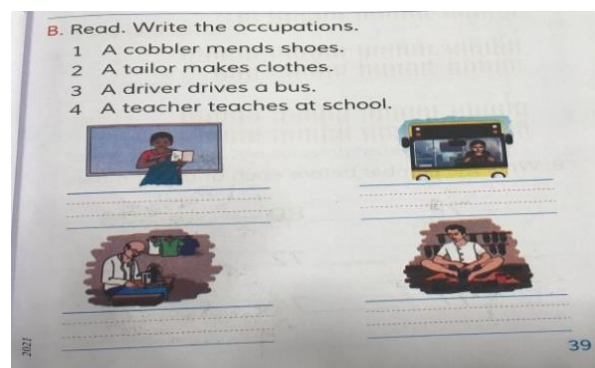 B. Read. Write the occupations.
1 A cobbler mends shoes.
2 A tailor makes clothes.
3 A driver drives a bus.
4 A teacher teaches at school.
2021
39